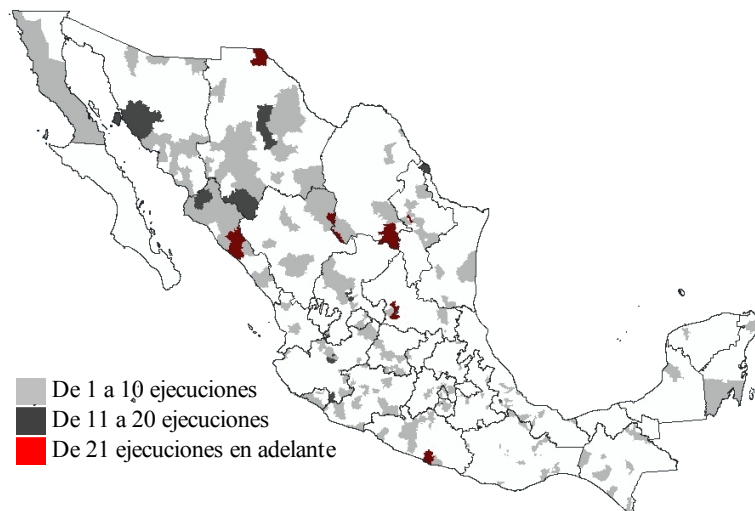 De 1 a 10 ejecuciones
De 11 a 20 ejecuciones
De 21 ejecuciones en adelante